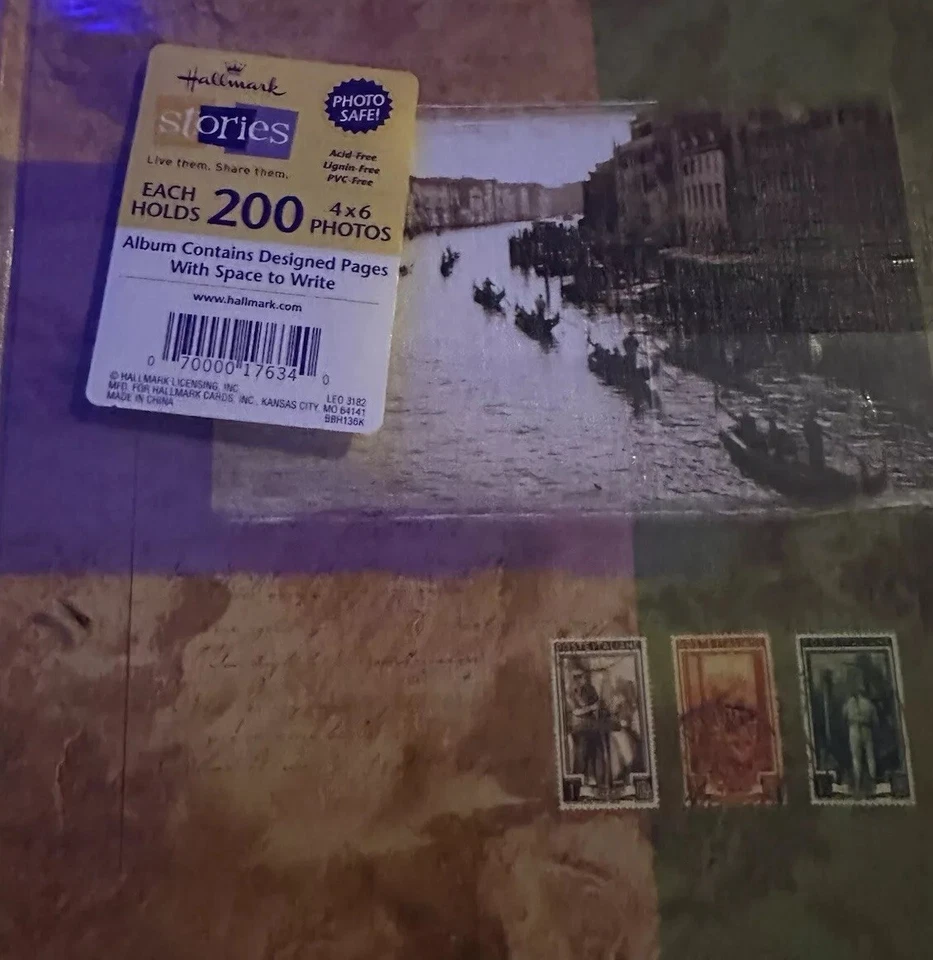 Hallmark
stories
Live them. Share them.
PHOTO
SAFE!
Acid-Free
Lignin-Free
PVC-Free
EACH
HOLDS 200 4x6
PHOTOS
Album Contains Designed Pages
With Space to Write
www.hallmark.com
0 70000 17634 0
© HALLMARK LICENSING, INC.
MFD. FOR HALLMARK CARDS, INC., KANSAS CITY, MO 64141
MADE IN CHINA
LEO 3182
BBH136K
POSTE ITALIANE